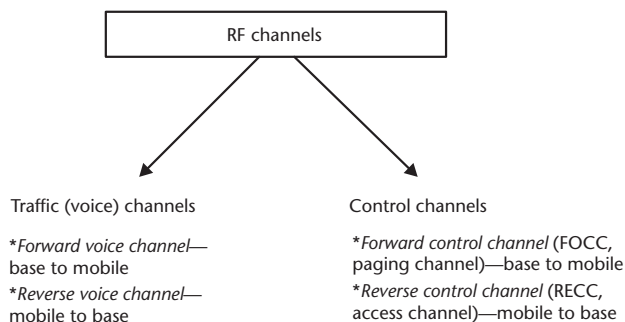 RF channels
Traffic (voice) channels
*Forward voice channel—
base to mobile
*Reverse voice channel—
mobile to base
Control channels
*Forward control channel (FOCC,
paging channel)—base to mobile
*Reverse control channel (RECC,
access channel)—mobile to base